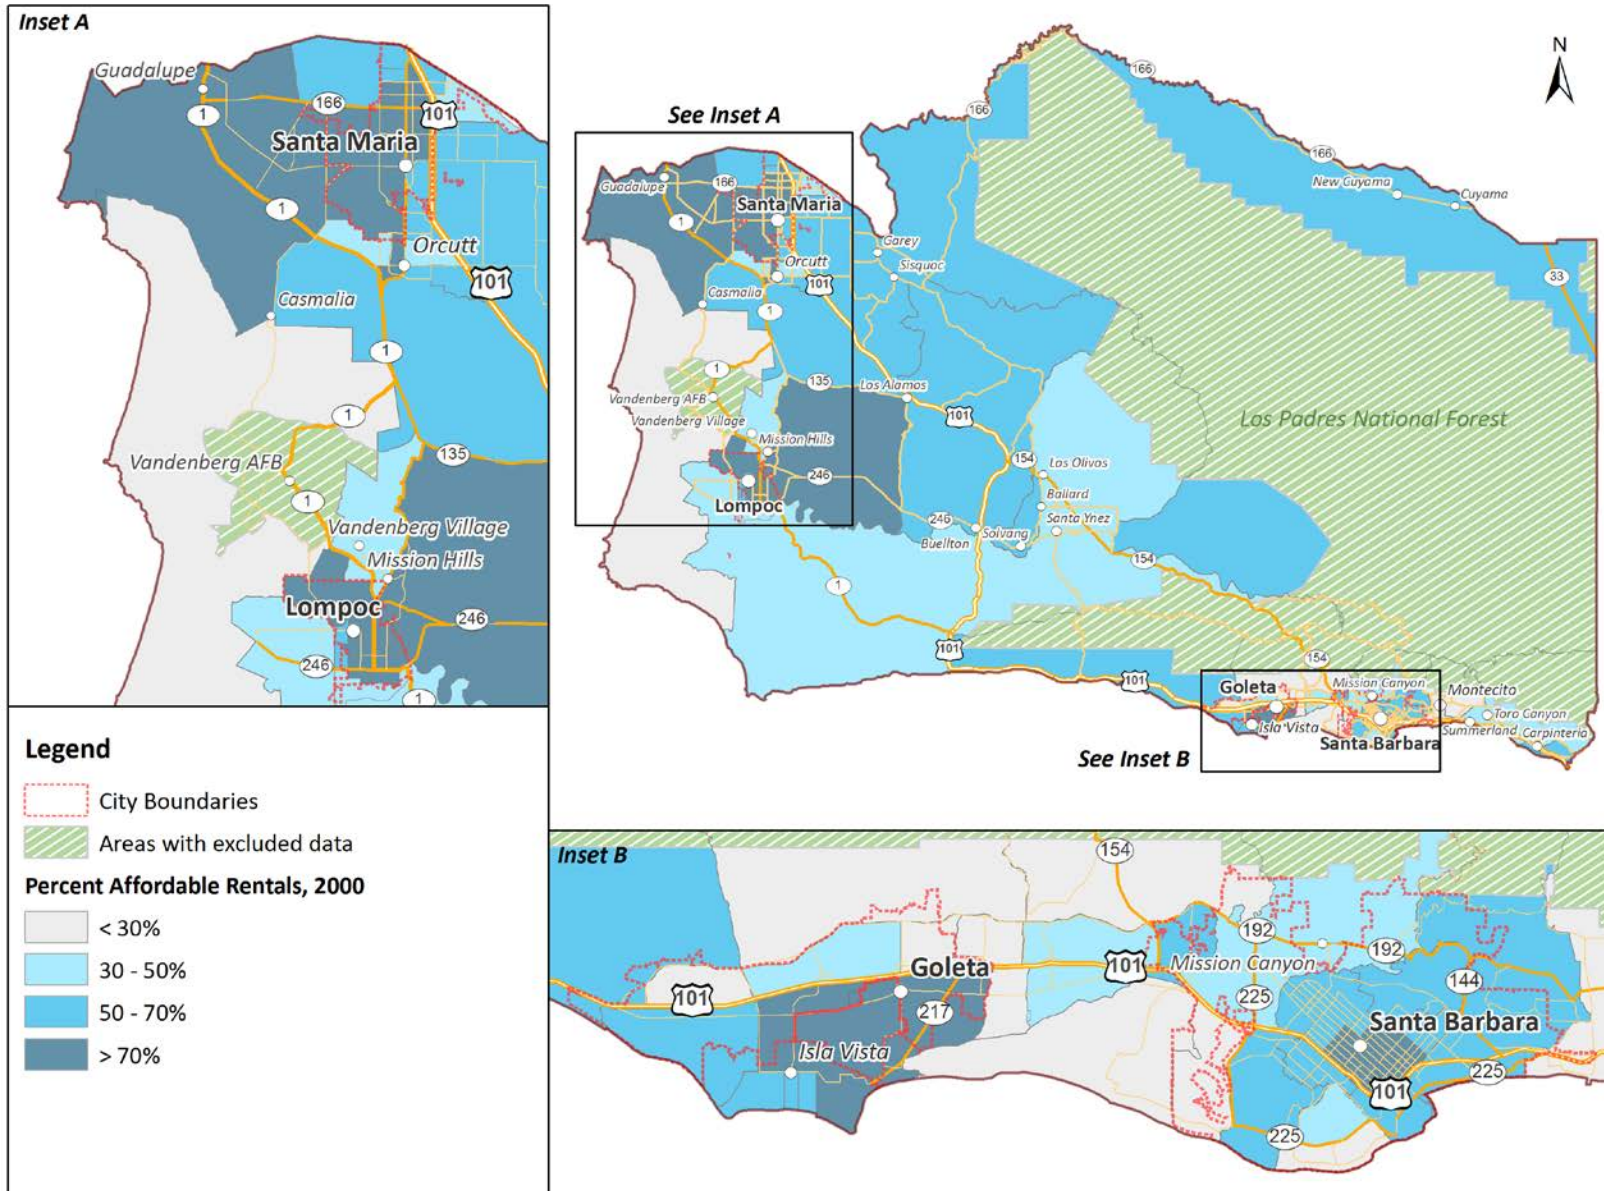 Inset A
Guadalupe
166
1
101
Santa Maria
1
Orcutt
101
Casmalia
1
1
135
Vandenberg AFB
1
Vandenberg Village
Mission Hills
Lompoc
246
246
1
Legend
City Boundaries
Areas with excluded data
Percent Affordable Rentals, 2000
< 30%
30 - 50%
50 - 70%
> 70%
N
See Inset A
166
166
166
New Cuyama
Cuyama
33
Guadalupe
166
Santa Maria
1
Garey
Orcutt
Sisquoc
101
Casmalia
1
1
135
Los Alamos
Vandenberg AFB
101
Vandenberg Village
Mission Hills
Los Padres National Forest
154
Los Olivos
246
Lompoc
Ballard
246
Santa Ynez
Buellton
Solvang
154
1
101
101
154
Goleta
Mission Canyon
Montecito
Isla Vista
Toro Canyon
Summerland
Santa Barbara
Carpinteria
See Inset B
Inset B
154
192
192
Mission Canyon
101
Goleta
101
225
144
217
Santa Barbara
Isla Vista
225
101
225